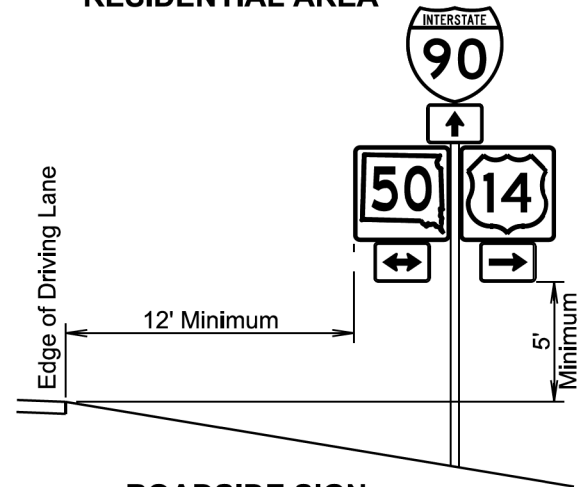 RESIDENTIAL AREA
INTERSTATE
90
50
14
Edge of Driving Lane
12' Minimum
5'
Minimum
ROADSIDE SIGN